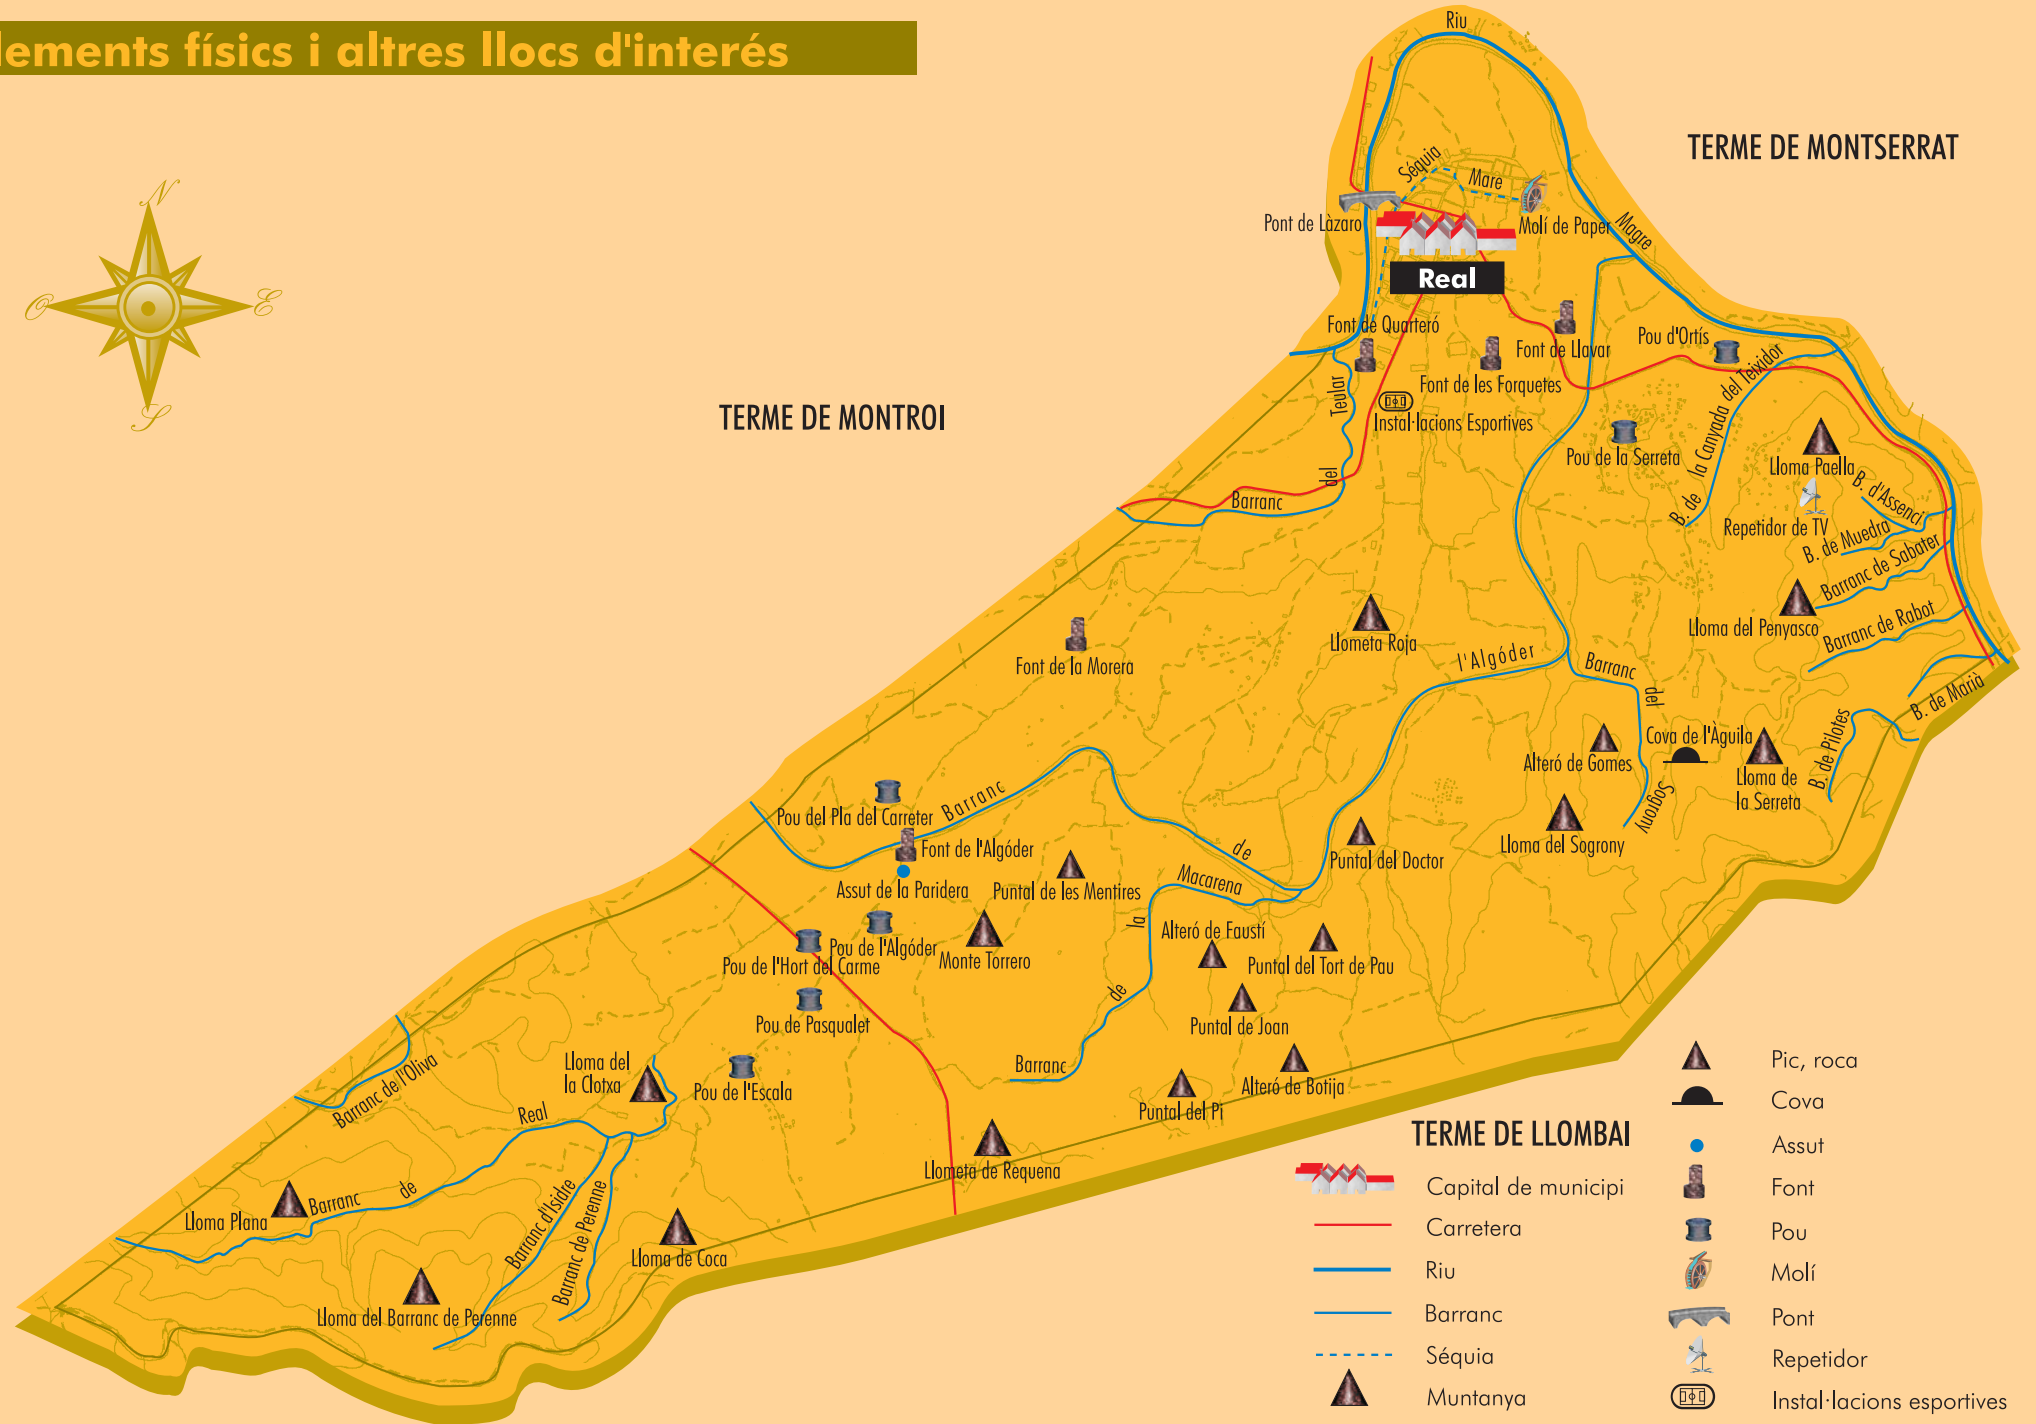 lements físics i altres llocs d'interés
N
O
E
S
TERME DE MONTSERRAT
TERME DE MONTROI
TERME DE LLOMBAI
Riu
Magre
Séquia
Mare
Pont de Làzaro
Molí de Paper
Real
Font de Quarteró
Font de Llavar
Pou d'Ortís
Font de les Forquetes
Instal·lacions Esportives
Barranc
del
Teular
Pou de la Serreta
B. de la Canyada del Teixidor
Lloma Paella
Repetidor de TV
B. d'Assenci
B. de Muedra
Barranc de Sabater
Lloma del Penyasco
Barranc de Rabot
B. de Marià
B. de Pilotes
Font de la Morera
Llometa Roja
l'Algóder
Barranc
del
Sogrony
Alteró de Gomes
Cova de l'Àguila
Lloma de
la Serreta
Lloma del Sogrony
Pou del Pla del Carreter
Barranc
de
Font de l'Algóder
Assut de la Paridera
Puntal de les Mentires
Puntal del Doctor
Barranc
de
la
Macarena
Pou de l'Algóder
Pou de l'Hort del Carme
Monte Torrero
Alteró de Faustí
Puntal del Tort de Pau
Pou de Pasqualet
Puntal de Joan
Alteró de Botija
Puntal del Pi
Pou de l'Escala
Lloma del
la Clotxa
Barranc de l'Oliva
Llometa de Requena
Barranc
de
Real
Lloma Plana
Barranc d'Isidre
Barranc de Perenne
Lloma de Coca
Lloma del Barranc de Perenne
Capital de municipi
Carretera
Riu
Barranc
Séquia
Muntanya
Pic, roca
Cova
Assut
Font
Pou
Molí
Pont
Repetidor
Instal·lacions esportives